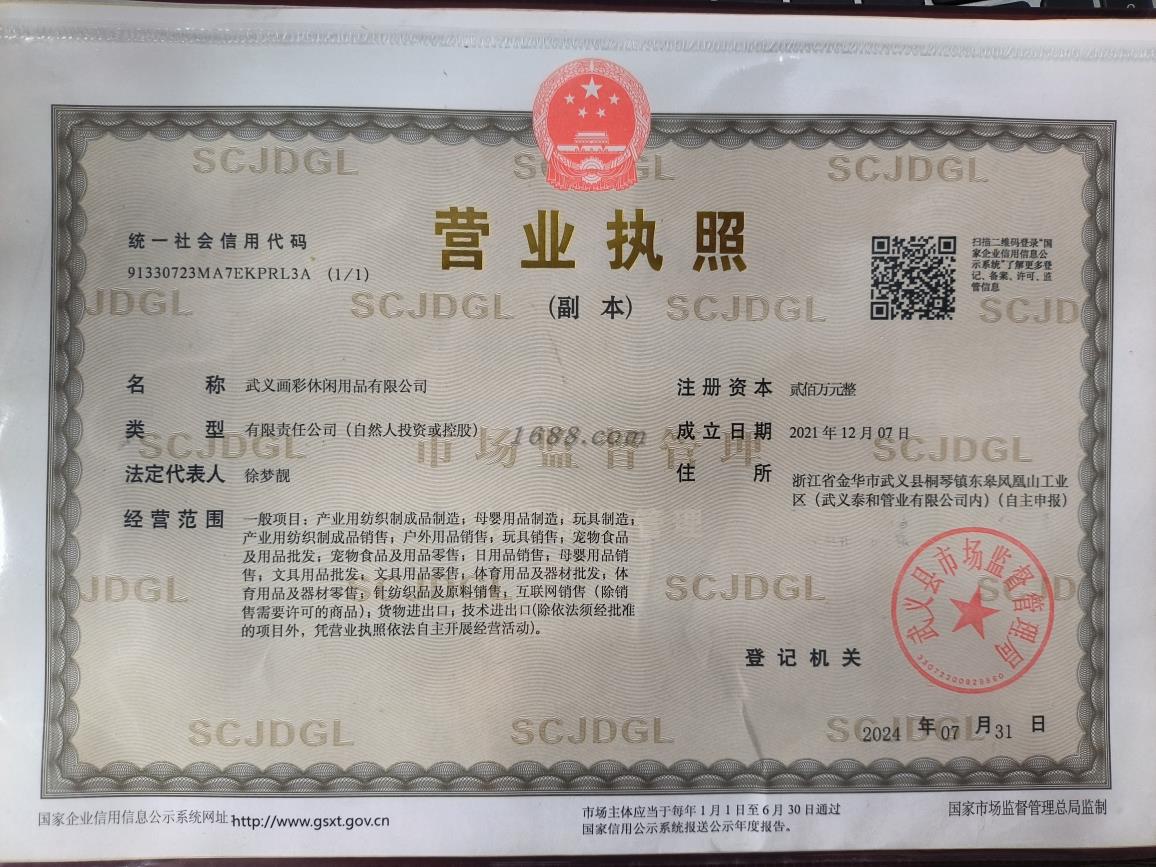 营业执照
(副 本)
统一社会信用代码
91330723MA7EKPRL3A (1/1)
扫描二维码登录"国
家企业信用信息公
示系统"了解更多登
记、备案、许可、监
管信息
名 称 武义画彩休闲用品有限公司
类 型 有限责任公司（自然人投资或控股）
法定代表人 徐梦靓
经营范围 一般项目：产业用纺织制成品制造；母婴用品制造；玩具制造；
产业用纺织制成品销售；户外用品销售；玩具销售；宠物食品
及用品批发；宠物食品及用品零售；日用品销售；母婴用品销
售；文具用品批发；文具用品零售；体育用品及器材批发；体
育用品及器材零售；针纺织品及原料销售；互联网销售（除销
售需要许可的商品）；货物进出口；技术进出口(除依法须经批准
的项目外，凭营业执照依法自主开展经营活动)。
注册资本 贰佰万元整
成立日期 2021年12月07日
住 所 浙江省金华市武义县桐琴镇东皋凤凰山工业
区（武义泰和管业有限公司内）（自主申报）
1688.com
市场监督管理
SCJDGL
登记机关
武义县市场监督管理局
2024 年 07 月 31 日
国家企业信用信息公示系统网址:http://www.gsxt.gov.cn
市场主体应当于每年1月1日至6月30日通过
国家信用公示系统报送公示年度报告。
国家市场监督管理总局监制